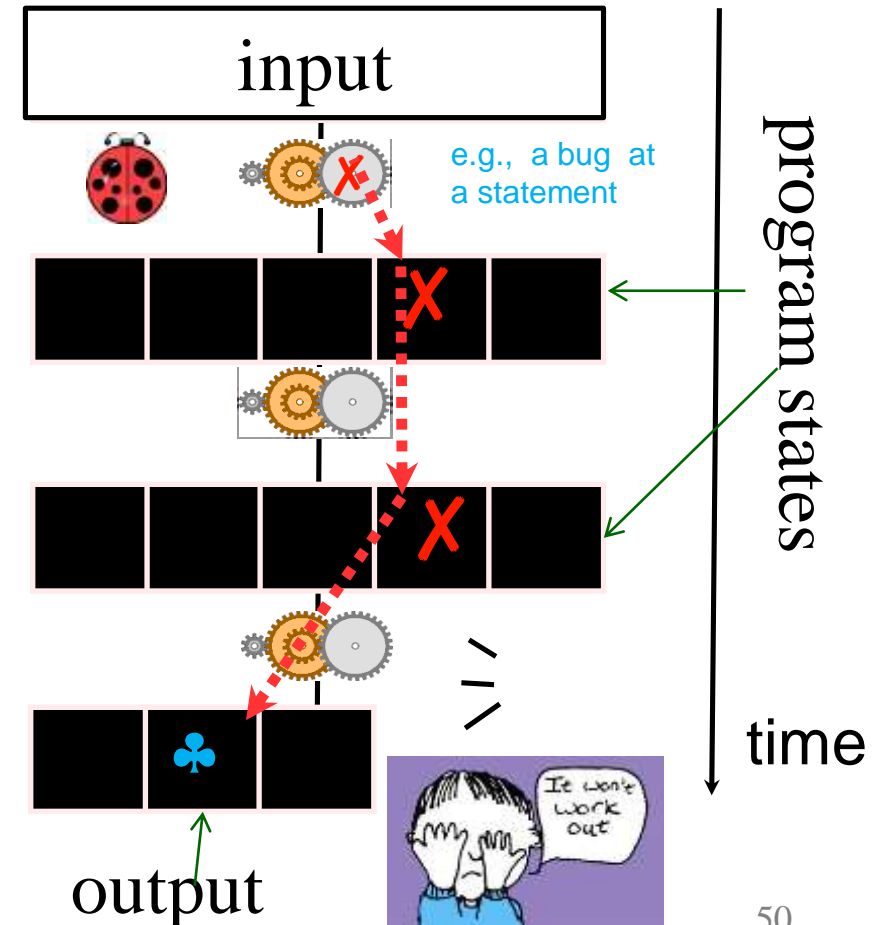 input
e.g., a bug at
a statement
program states
time
It won't
work
out
output
50